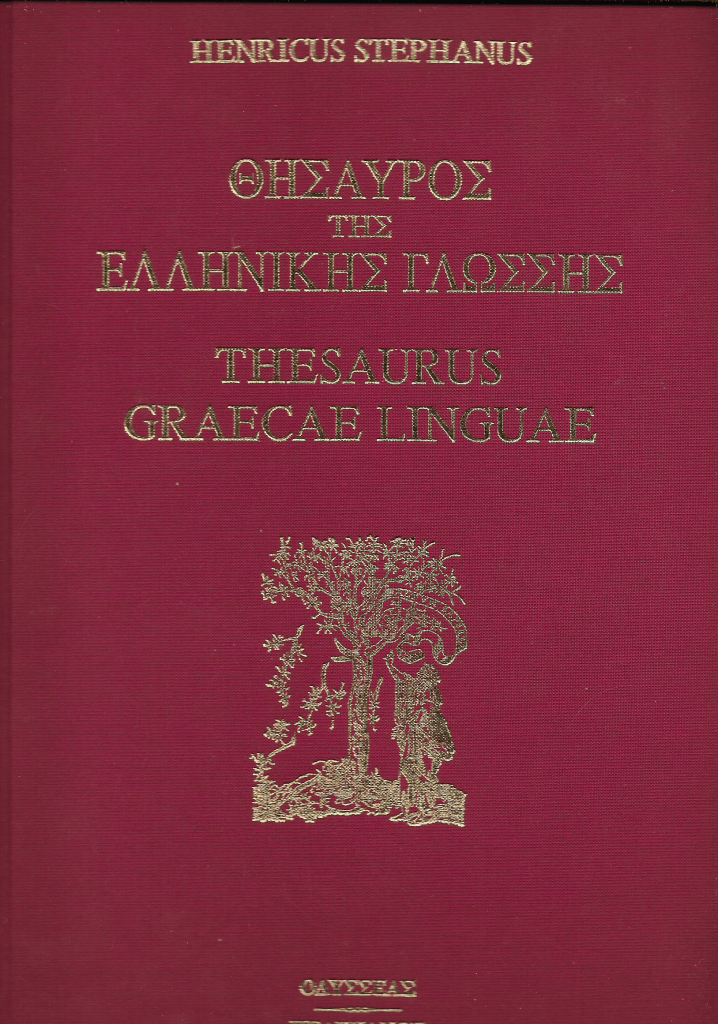 HENRICUS STEPHANUS
ΘΗΣΑΥΡΟΣ
ΤΗΣ
ΕΛΛΗΝΙΚΗΣ ΓΛΩΣΣΗΣ
THESAURUS
GRAECAE LINGUAE
ΟΔΥΣΣΕΑΣ